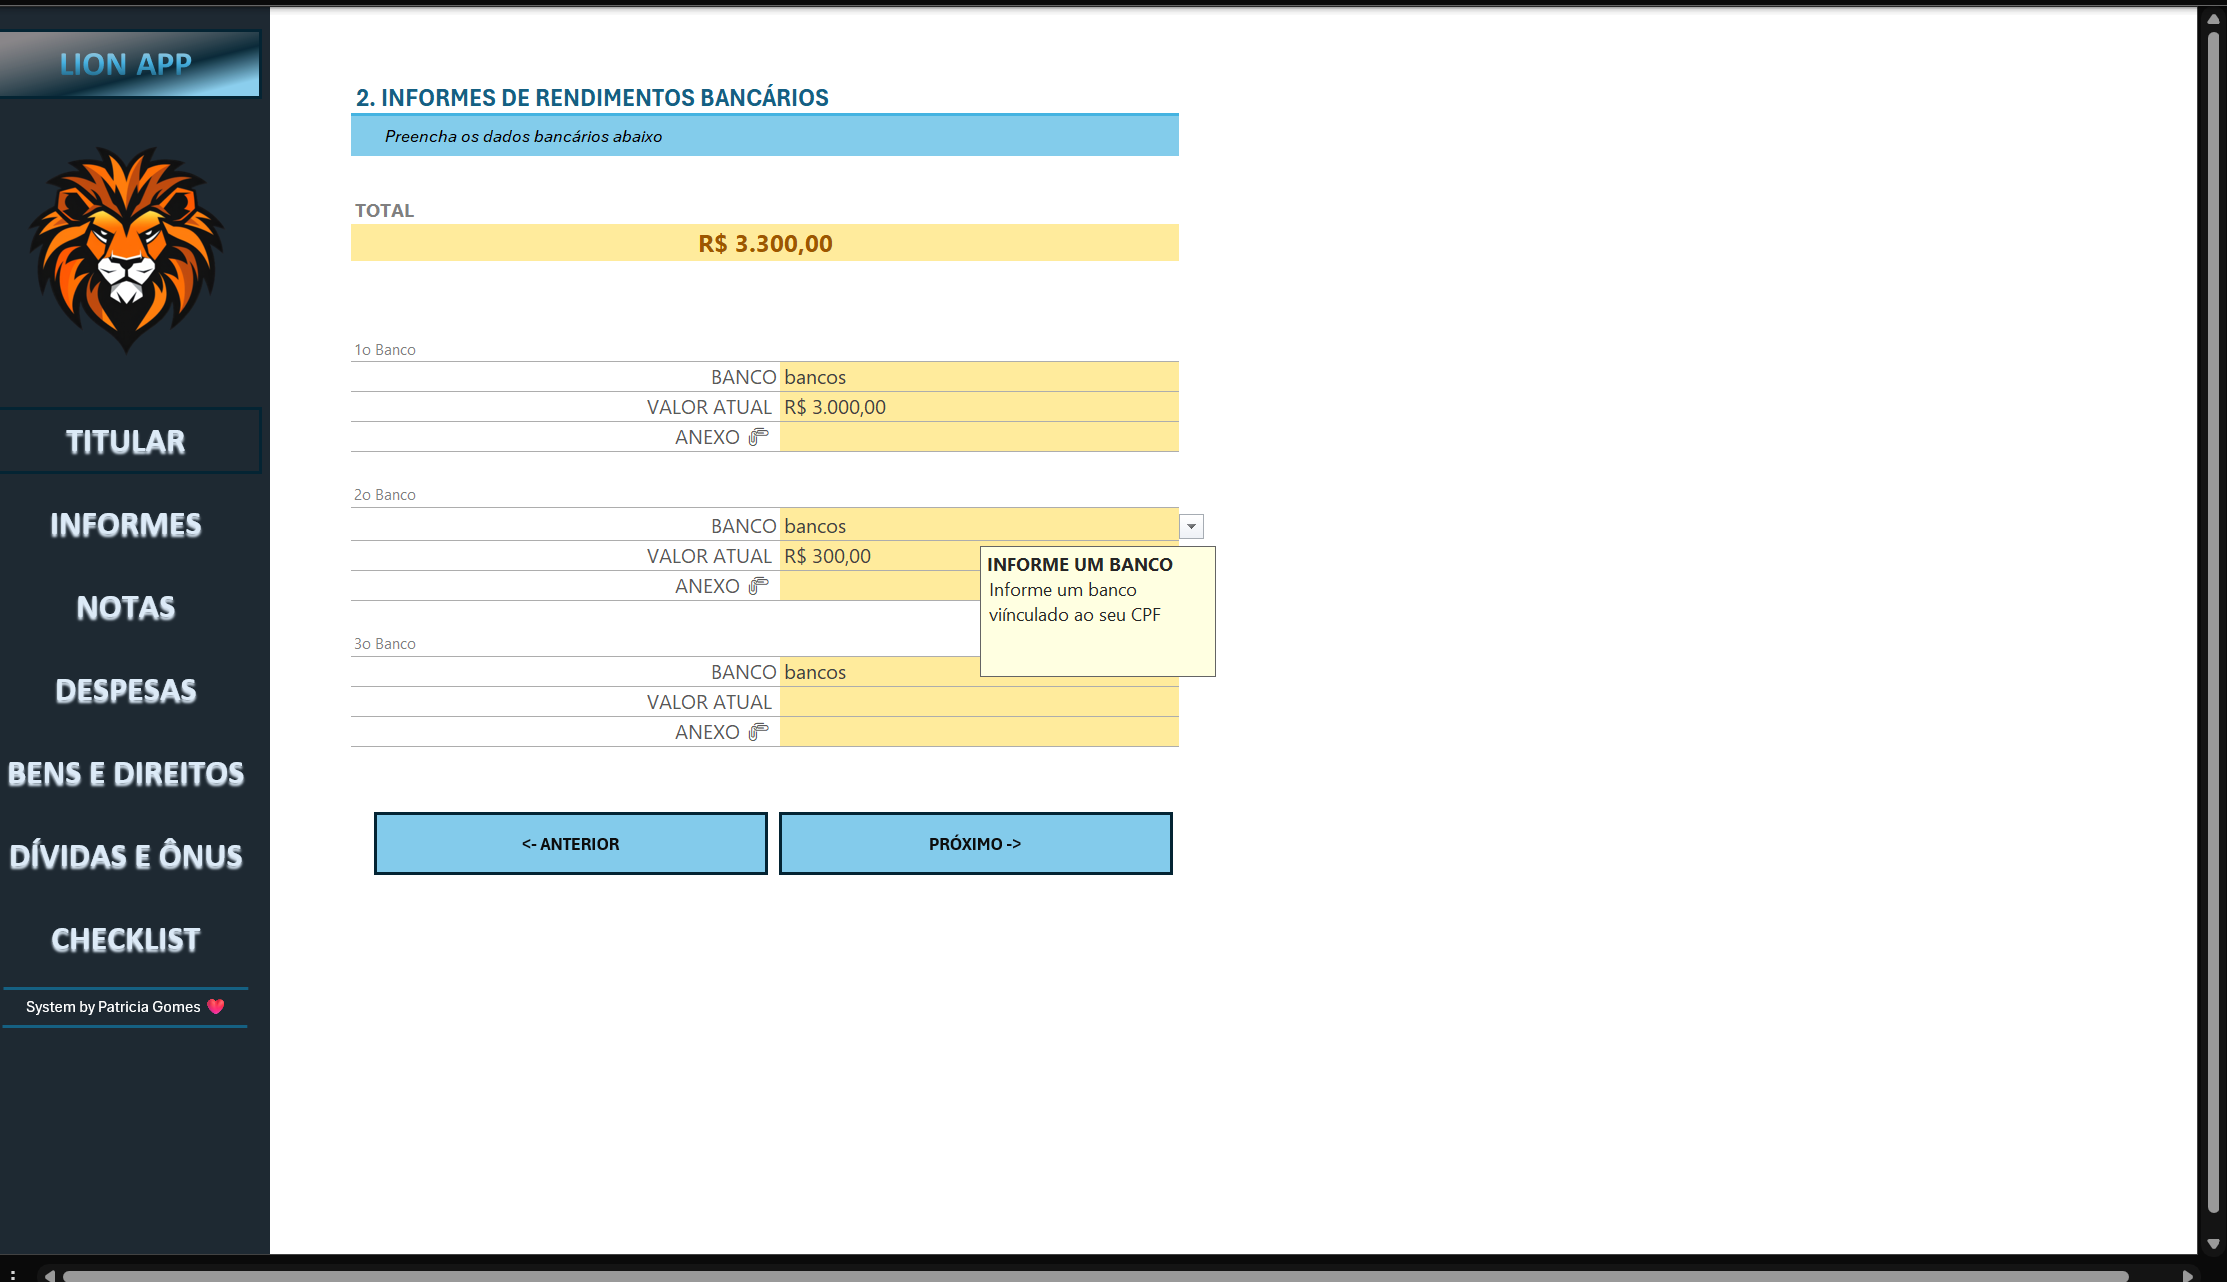 LION APP
TITULAR
INFORMES
NOTAS
DESPESAS
BENS E DIREITOS
DÍVIDAS E ÔNUS
CHECKLIST
System by Patricia Gomes
2. INFORMES DE RENDIMENTOS BANCÁRIOS
Preencha os dados bancários abaixo
TOTAL
R$ 3.300,00
1o Banco
BANCO bancos
VALOR ATUAL R$ 3.000,00
ANEXO
2o Banco
BANCO bancos
VALOR ATUAL R$ 300,00
ANEXO
INFORME UM BANCO
Informe um banco
viínculado ao seu CPF
3o Banco
BANCO bancos
VALOR ATUAL
ANEXO
<- ANTERIOR
PRÓXIMO ->